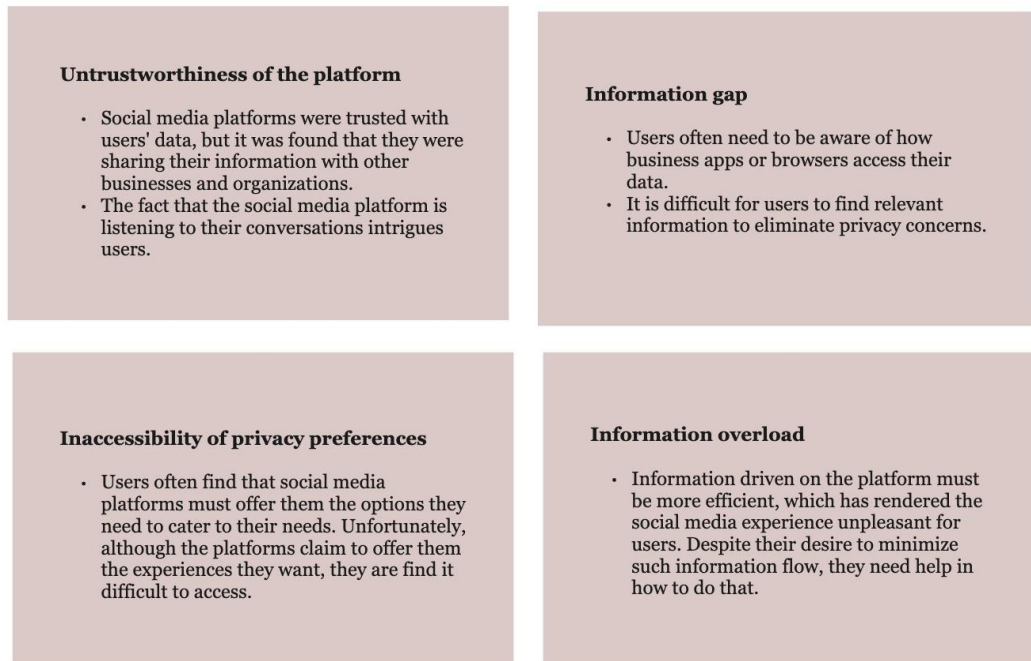 Untrustworthiness of the platform
• Social media platforms were trusted with
users' data, but it was found that they were
sharing their information with other
businesses and organizations.
• The fact that the social media platform is
listening to their conversations intrigues
users.
Information gap
• Users often need to be aware of how
business apps or browsers access their
data.
• It is difficult for users to find relevant
information to eliminate privacy concerns.
Inaccessibility of privacy preferences
• Users often find that social media
platforms must offer them the options they
need to cater to their needs. Unfortunately,
although the platforms claim to offer them
the experiences they want, they are find it
difficult to access.
Information overload
• Information driven on the platform must
be more efficient, which has rendered the
social media experience unpleasant for
users. Despite their desire to minimize
such information flow, they need help in
how to do that.